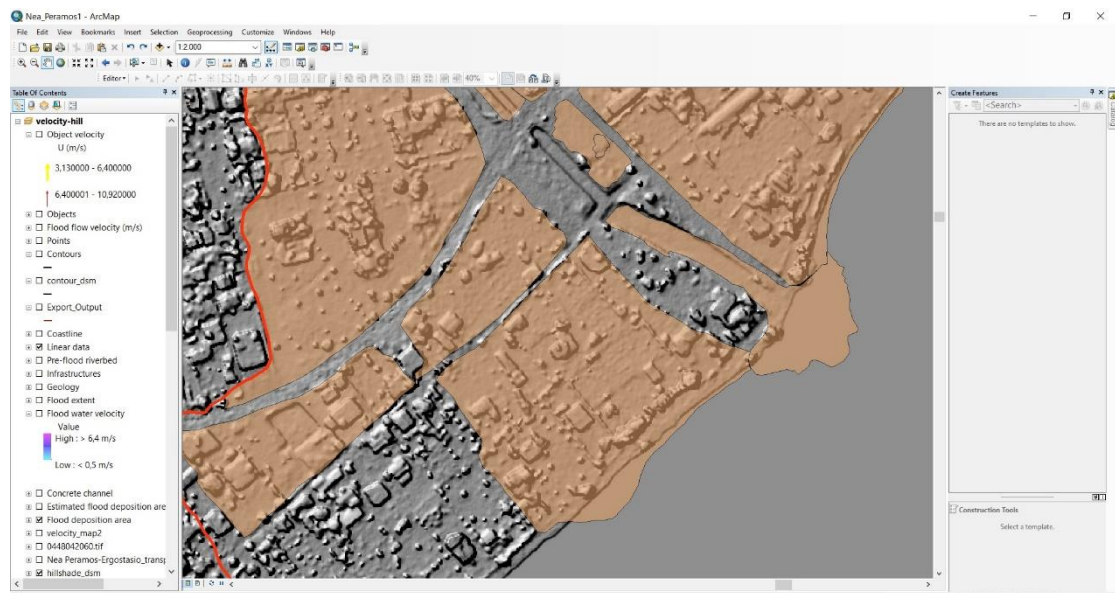 Nea_Peramos1 - ArcMap
File Edit View Bookmarks Insert Selection Geoprocessing Customize Windows Help
1:2.000
Editor
40%
Table Of Contents
velocity-hill
Object velocity
U (m/s)
3,130000 - 6,400000
6,400001 - 10,920000
Objects
Flood flow velocity (m/s)
Points
Contours
contour_dsm
Export_Output
Coastline
Linear data
Pre-flood riverbed
Infrastructures
Geology
Flood extent
Flood water velocity
Value
High : > 6,4 m/s
Low : < 0,5 m/s
Concrete channel
Estimated flood deposition are
Flood deposition area
velocity_map2
0448042060.tif
Nea Peramos-Ergostasio_transp
hillshade_dsm
Create Features
<Search>
There are no templates to show.
Construction Tools
Select a template.